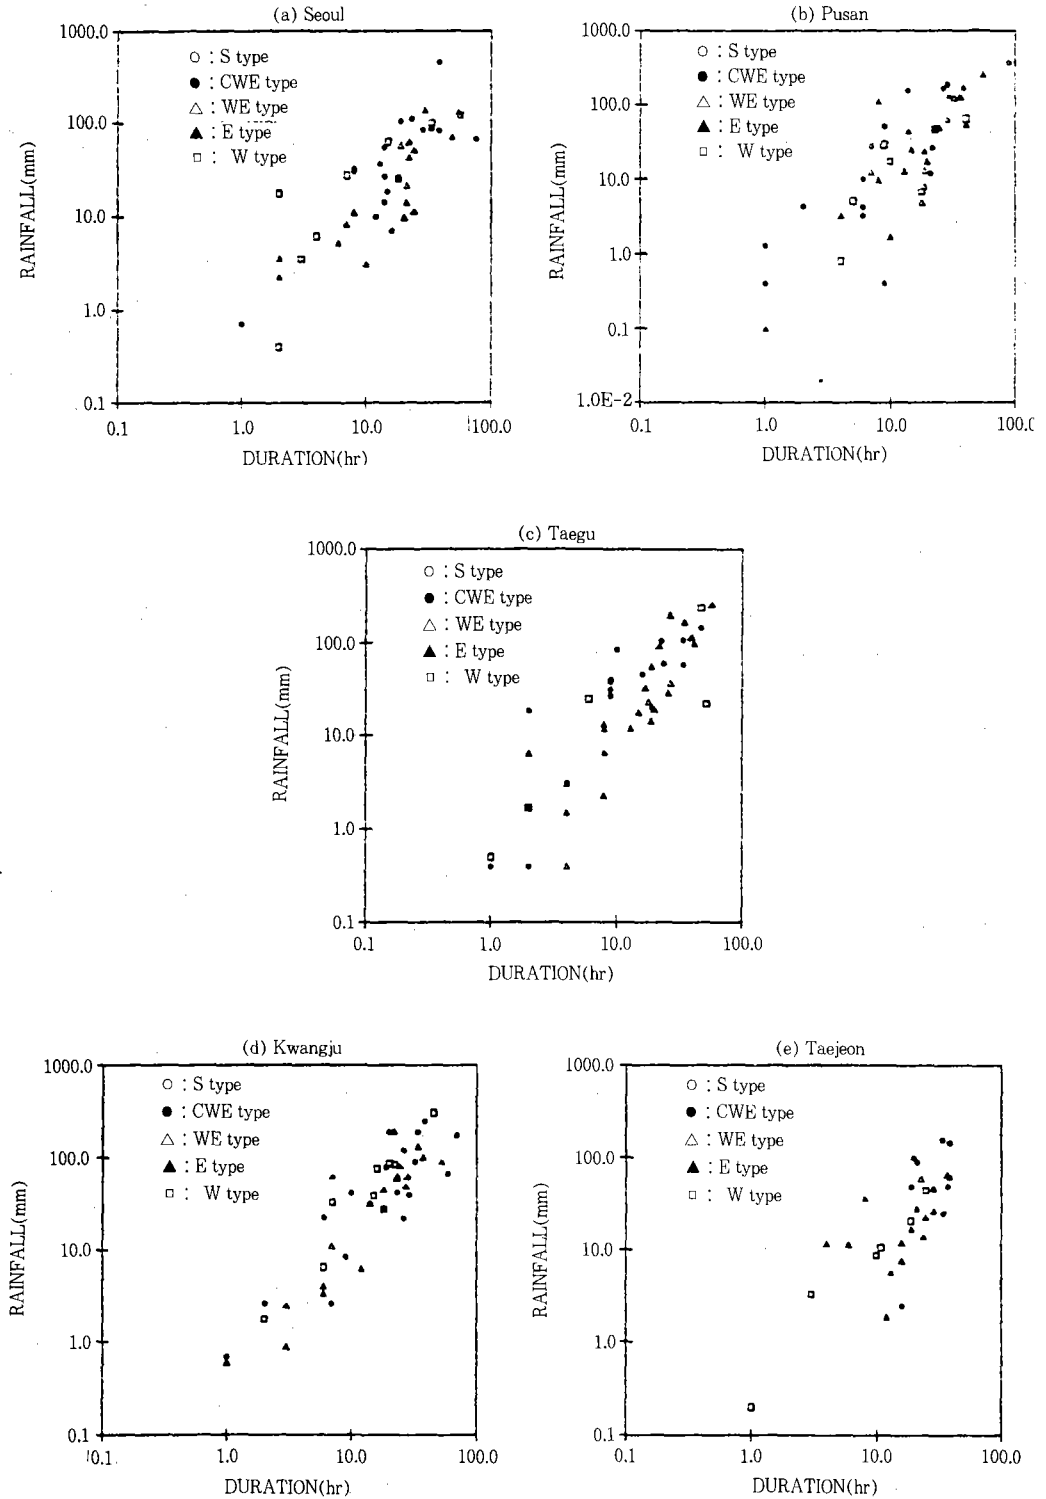 (a) Seoul
1000.0
100.0
10.0
1.0
0.1
RAINFALL(mm)
○ : S type
● : CWE type
△ : WE type
▲ : E type
□ : W type
0.1 1.0 10.0 100.0
DURATION(hr)
(b) Pusan
1000.0
100.0
10.0
1.0
0.1
1.0E-2
RAINFALL(mm)
○ : S type
● : CWE type
△ : WE type
▲ : E type
□ : W type
0.1 1.0 10.0 100.0
DURATION(hr)
(c) Taegu
1000.0
100.0
10.0
1.0
0.1
RAINFALL(mm)
○ : S type
● : CWE type
△ : WE type
▲ : E type
□ : W type
0.1 1.0 10.0 100.0
DURATION(hr)
(d) Kwangju
1000.0
100.0
10.0
1.0
0.1
RAINFALL(mm)
○ : S type
● : CWE type
△ : WE type
▲ : E type
□ : W type
0.1 1.0 10.0 100.0
DURATION(hr)
(e) Taejeon
1000.0
100.0
10.0
1.0
0.1
RAINFALL(mm)
○ : S type
● : CWE type
△ : WE type
▲ : E type
□ : W type
0.1 1.0 10.0 100.0
DURATION(hr)